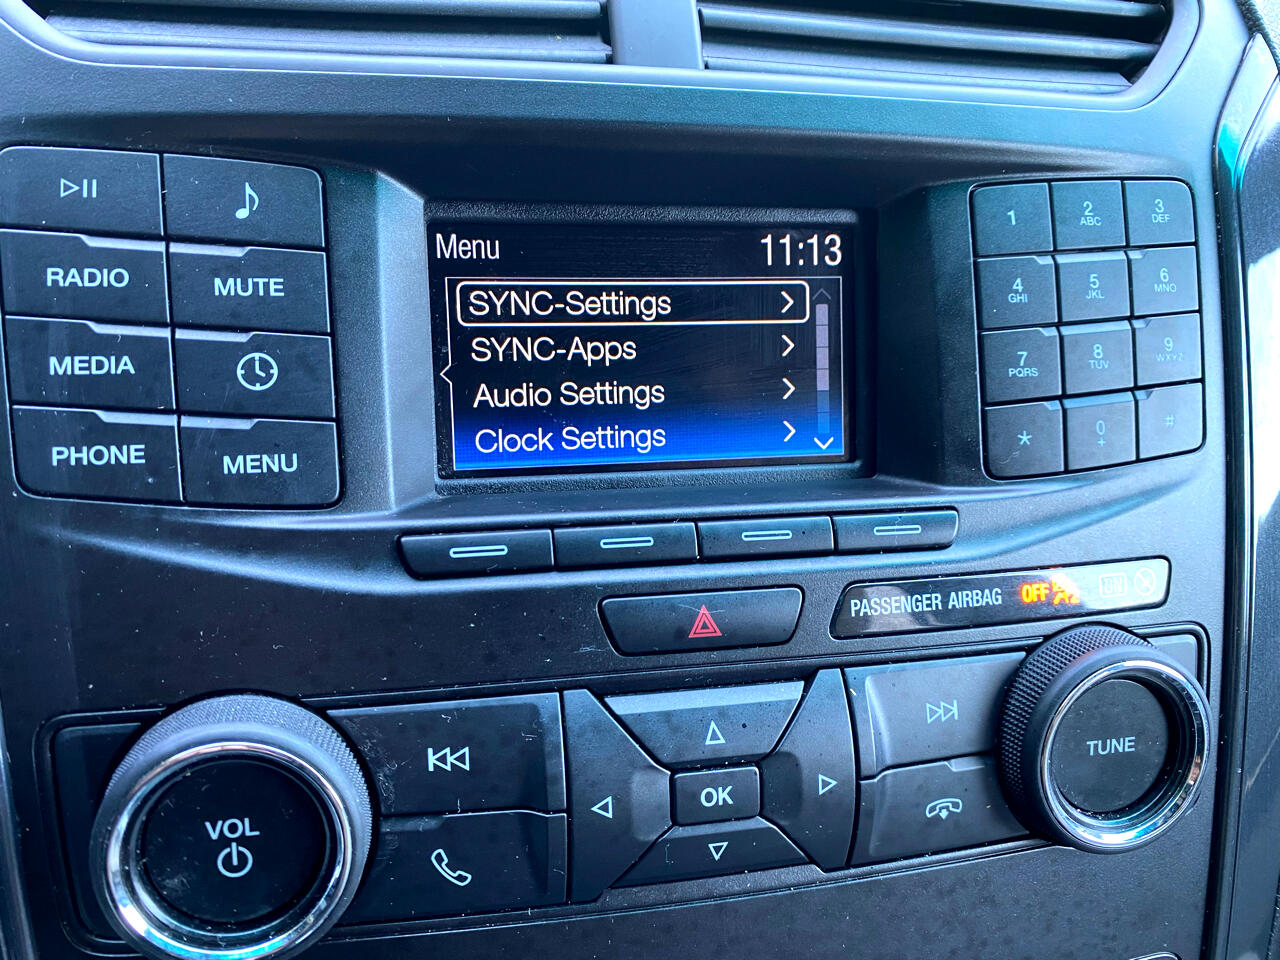 Menu 11:13
SYNC-Settings
SYNC-Apps
Audio Settings
Clock Settings
RADIO
MUTE
MEDIA
PHONE
MENU
1
2
ABC
3
DEF
4
GHI
5
JKL
6
MNO
7
PQRS
8
TUV
9
WXYZ
*
0
+
#
PASSENGER AIRBAG OFF ON
VOL
OK
TUNE